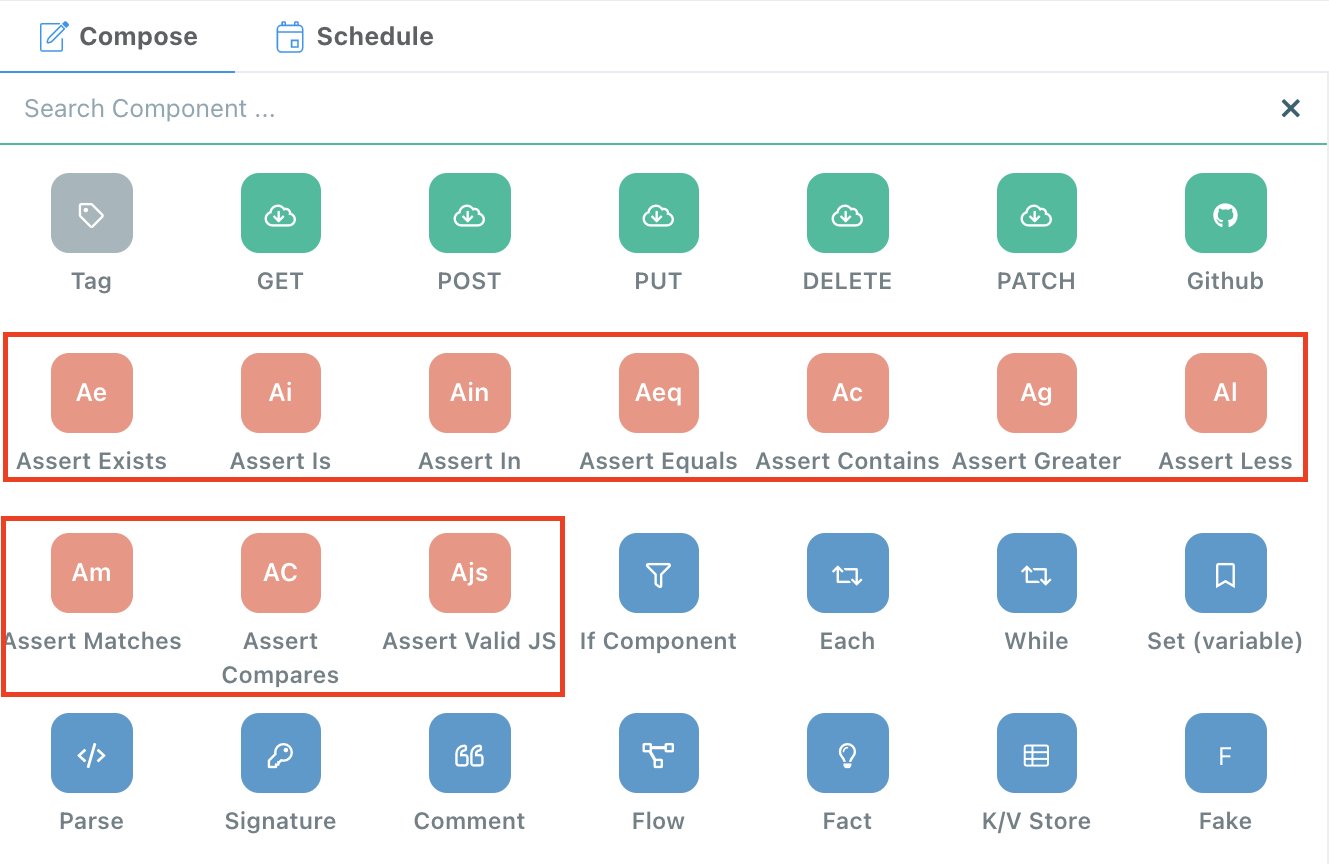 Compose Schedule
Search Component ...
Tag GET POST PUT DELETE PATCH Github
Ae Ai Ain Aeq Ac Ag Al
Assert Exists Assert Is Assert In Assert Equals Assert Contains Assert Greater Assert Less
Am AC Ajs
Assert Matches Assert Compares Assert Valid JS If Component Each While Set (variable)
F
Parse Signature Comment Flow Fact K/V Store Fake